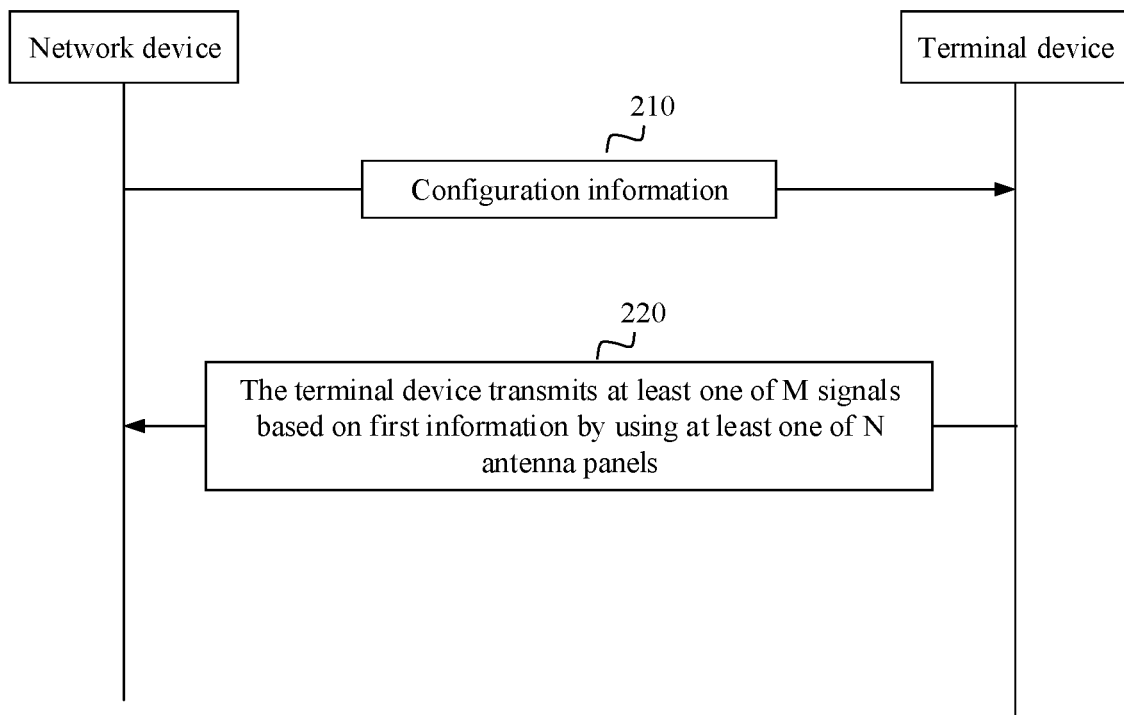 Network device
Terminal device
210
Configuration information
220
The terminal device transmits at least one of M signals
based on first information by using at least one of N
antenna panels